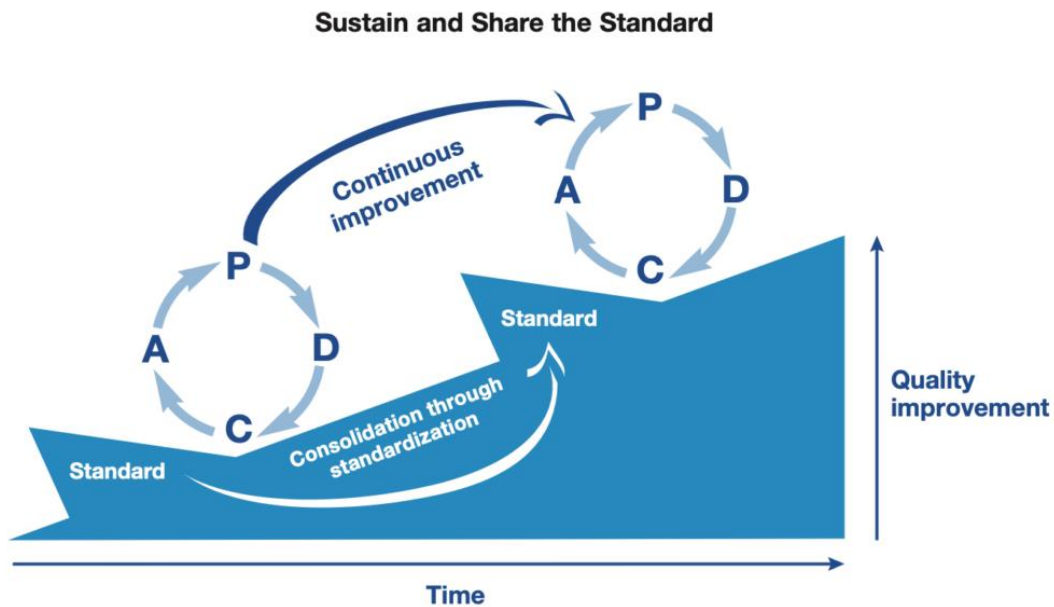 Sustain and Share the Standard
P
D
C
A
Continuous
improvement
P
D
C
A
Standard
Consolidation through
standardization
Standard
Quality
improvement
Time